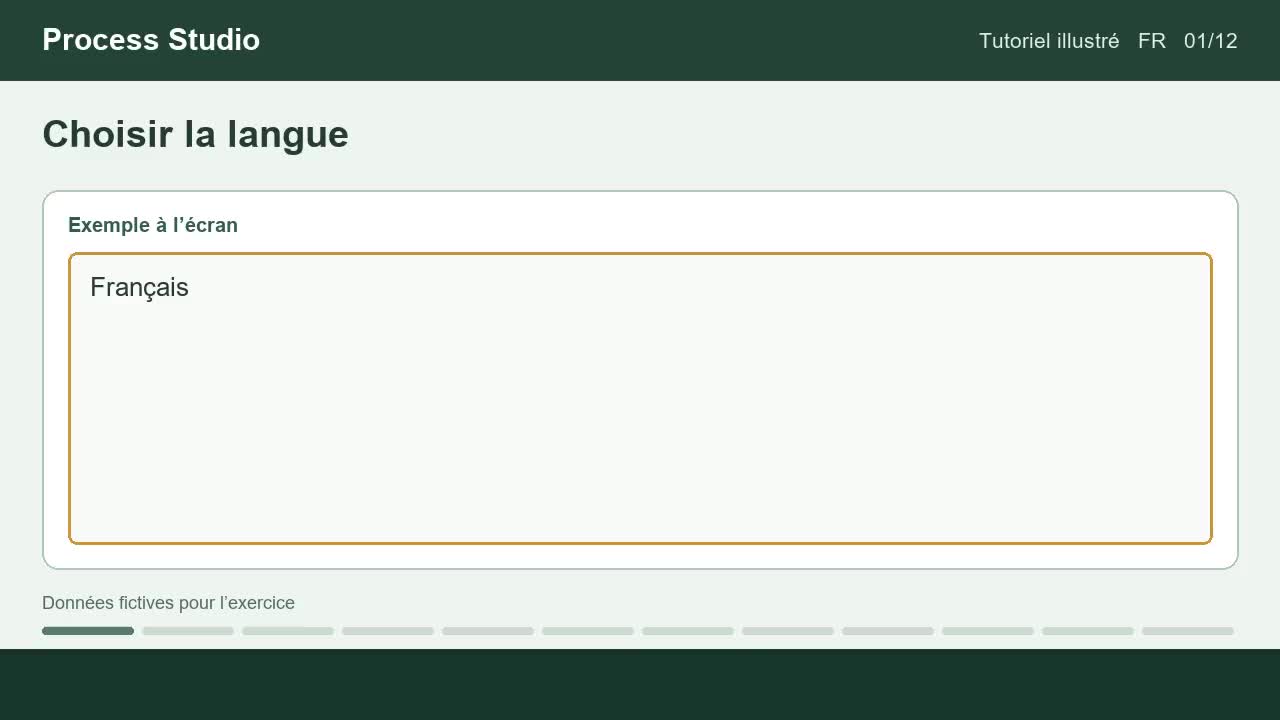 Process Studio
Tutoriel illustré FR 01/12
Choisir la langue
Exemple à l’écran
Français
Données fictives pour l’exercice